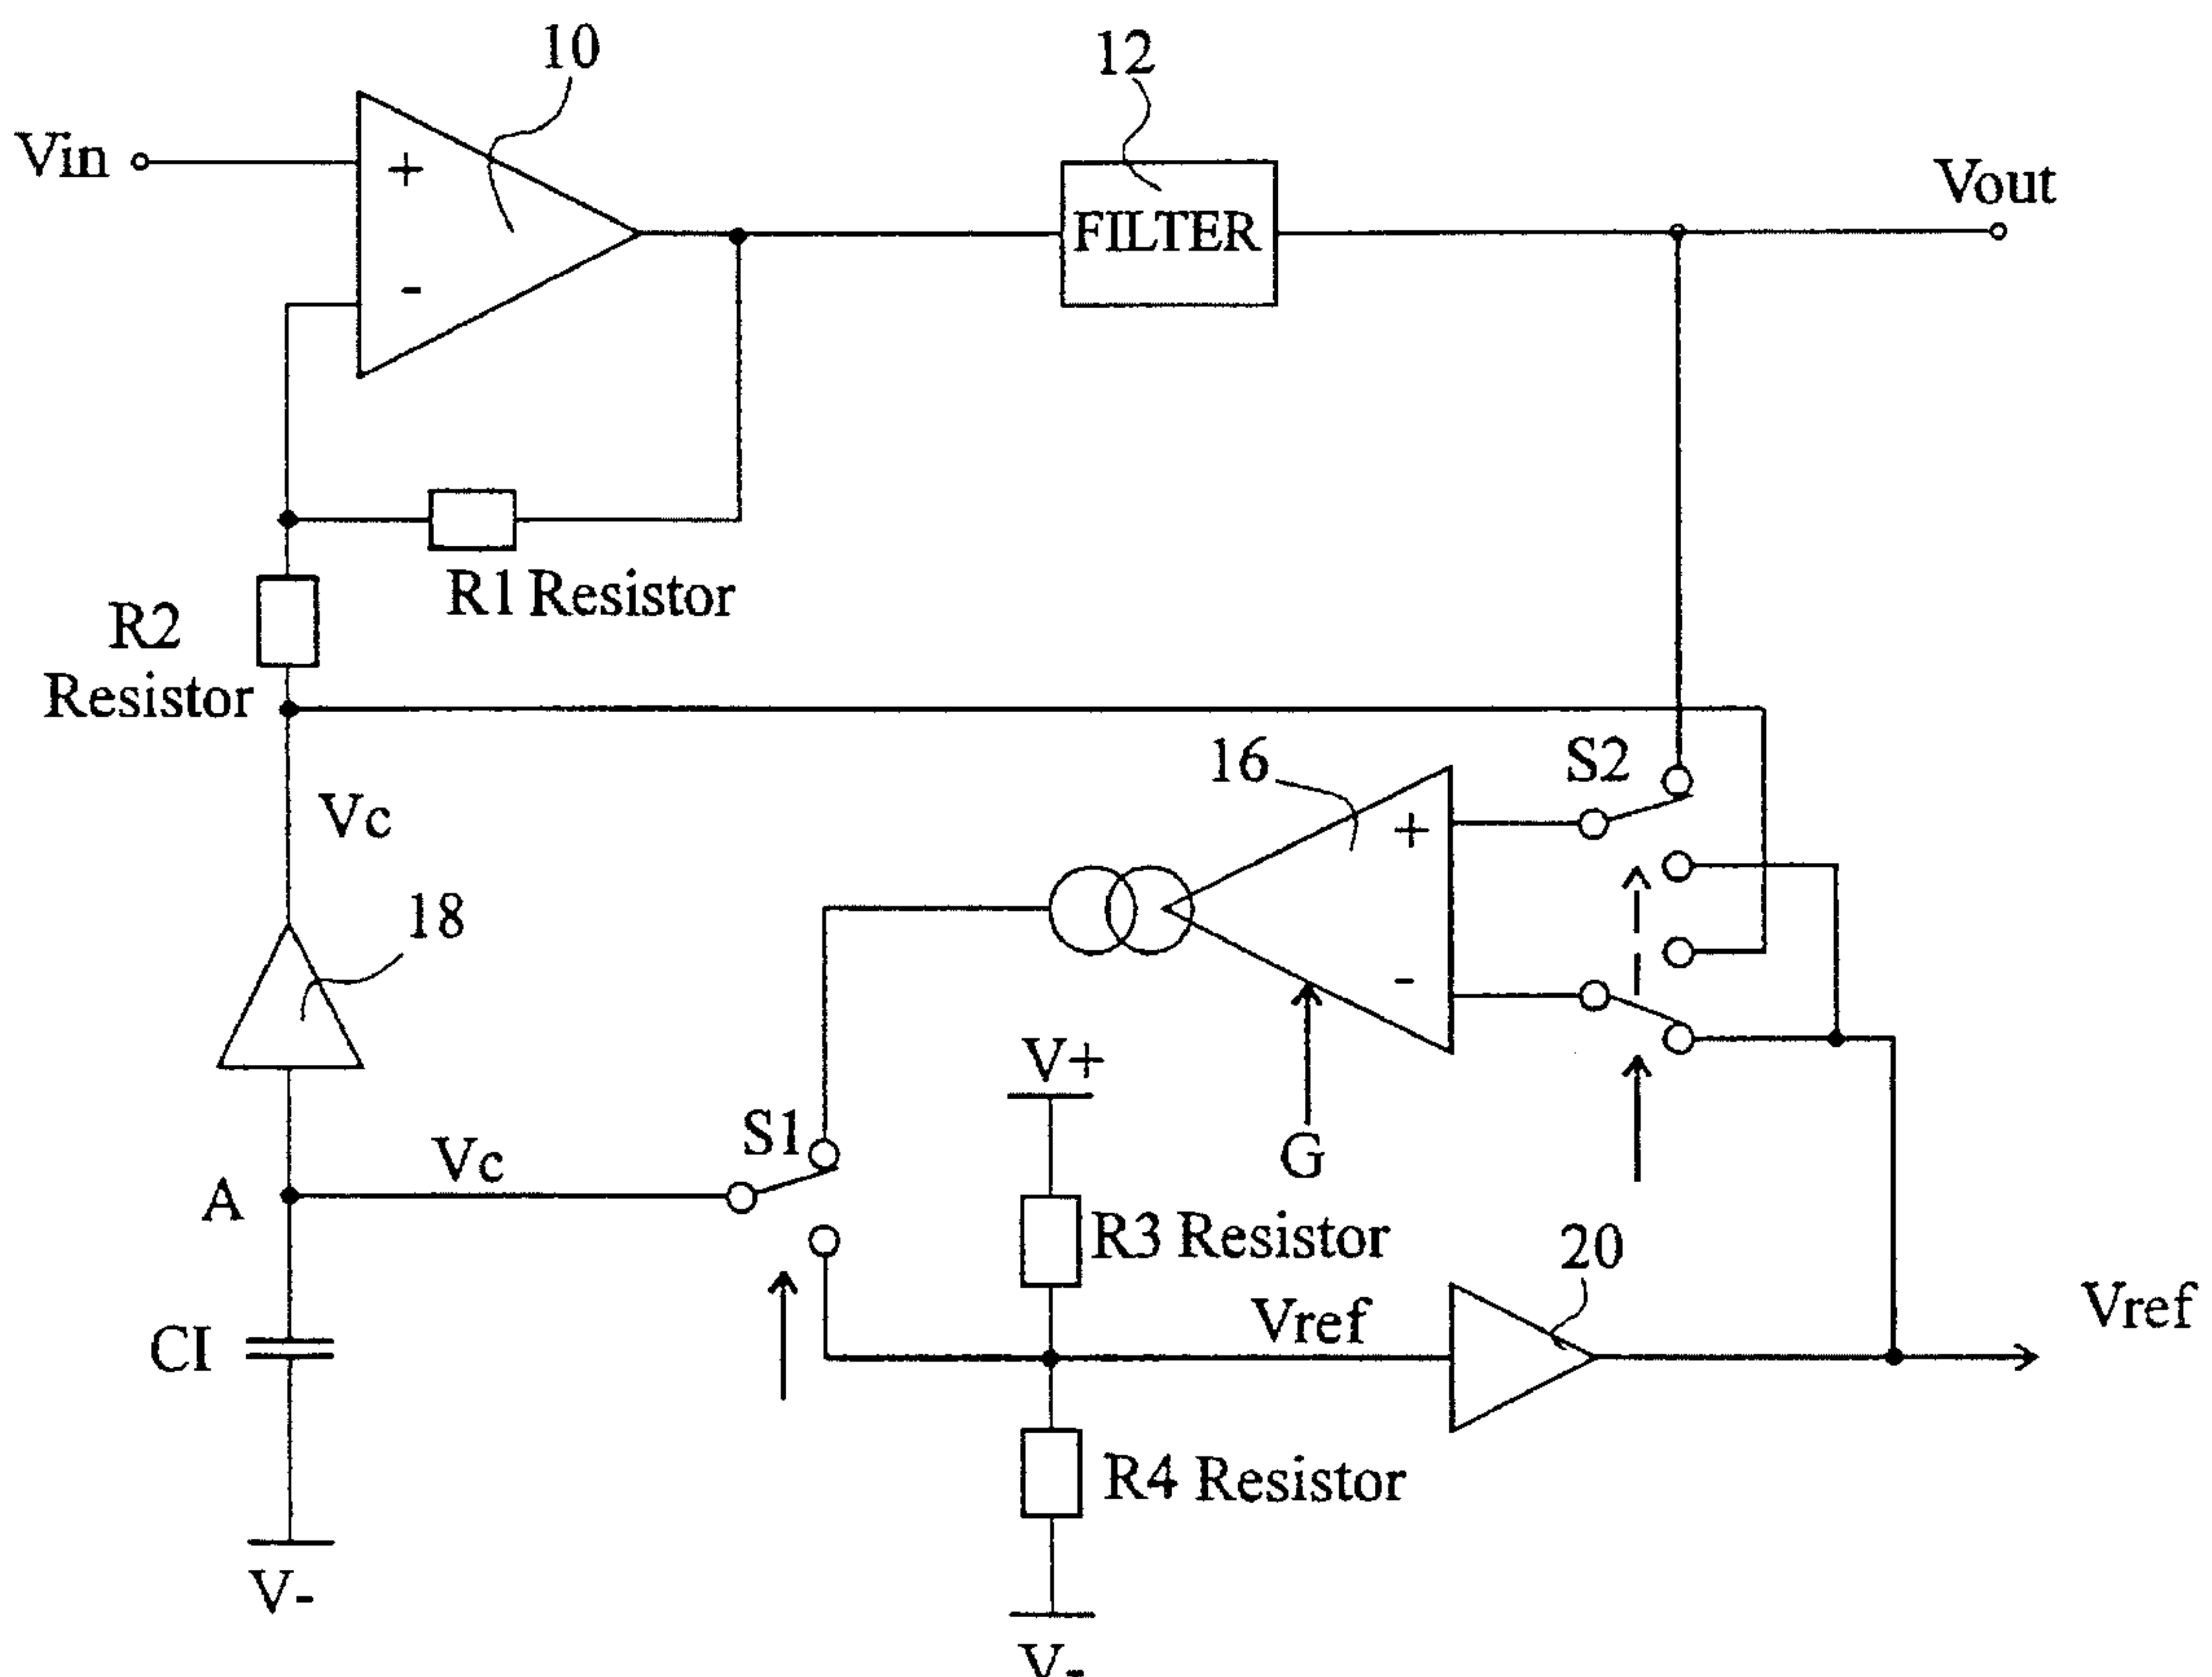 10
12
Vin
+
-
FILTER
Vout
R1 Resistor
R2
Resistor
16
S2
Vc
+
18
-
V+
S1
G
Vc
A
R3 Resistor
20
Vref
Vref
CI
R4 Resistor
V-
V-